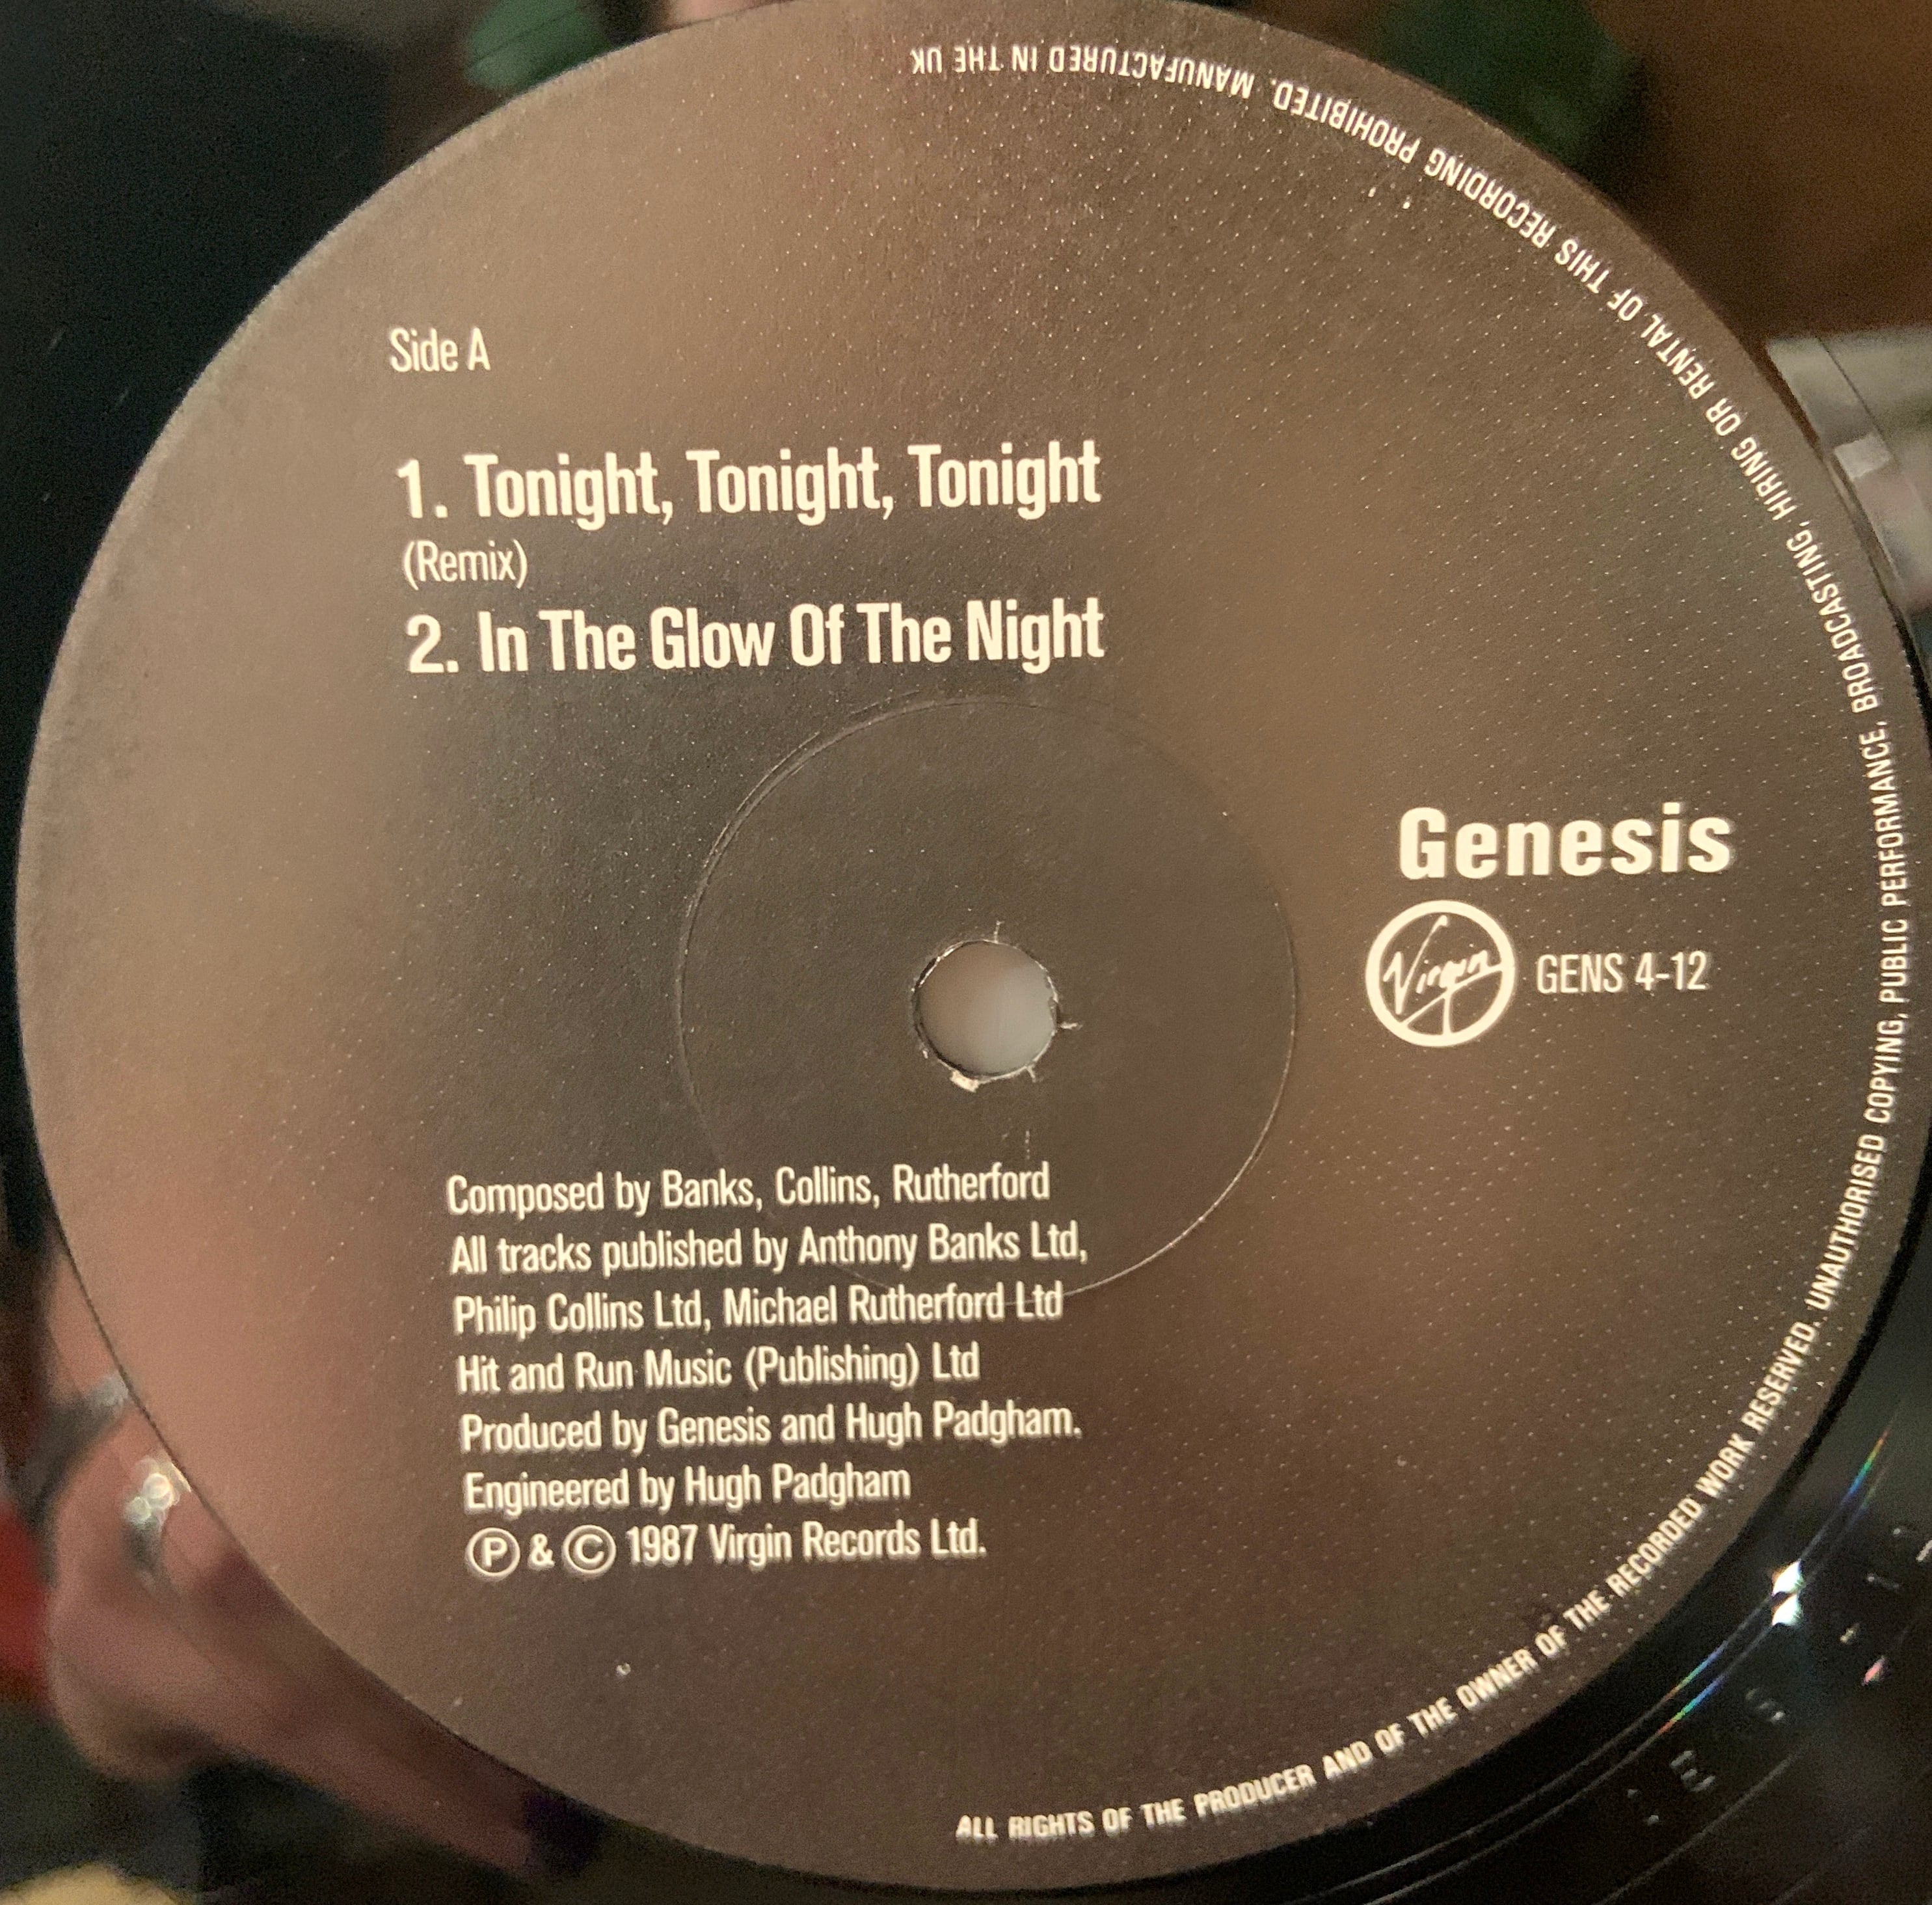 Side A
1. Tonight, Tonight, Tonight
(Remix)
2. In The Glow Of The Night
Genesis
Virgin
GENS 4-12
Composed by Banks, Collins, Rutherford
All tracks published by Anthony Banks Ltd,
Philip Collins Ltd, Michael Rutherford Ltd
Hit and Run Music (Publishing) Ltd
Produced by Genesis and Hugh Padgham.
Engineered by Hugh Padgham
Ⓟ & © 1987 Virgin Records Ltd.
ALL RIGHTS OF THE PRODUCER AND OF THE OWNER OF THE RECORDED WORK RESERVED. UNAUTHORISED COPYING, PUBLIC PERFORMANCE, BROADCASTING, HIRING OR RENTAL OF THIS RECORDING PROHIBITED. MANUFACTURED IN THE UK